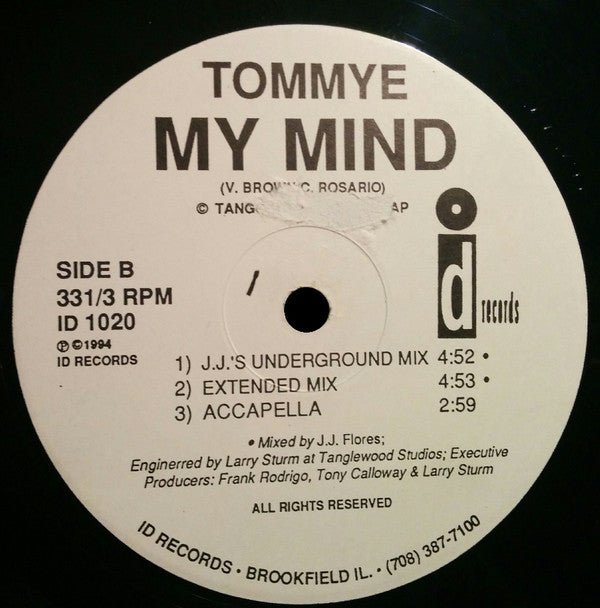 TOMMYE
MY MIND
(V. BROWN C. ROSARIO)
©
SIDE B
331/3 RPM
ID 1020
℗ ©1994
ID RECORDS
id records
1) J.J.'S UNDERGROUND MIX 4:52 •
2) EXTENDED MIX 4:53 •
3) ACCAPELLA 2:59
• Mixed by J.J. Flores;
Enginerred by Larry Sturm at Tanglewood Studios; Executive
Producers: Frank Rodrigo, Tony Calloway & Larry Sturm
ALL RIGHTS RESERVED
ID RECORDS • BROOKFIELD IL. • (708) 387-7100